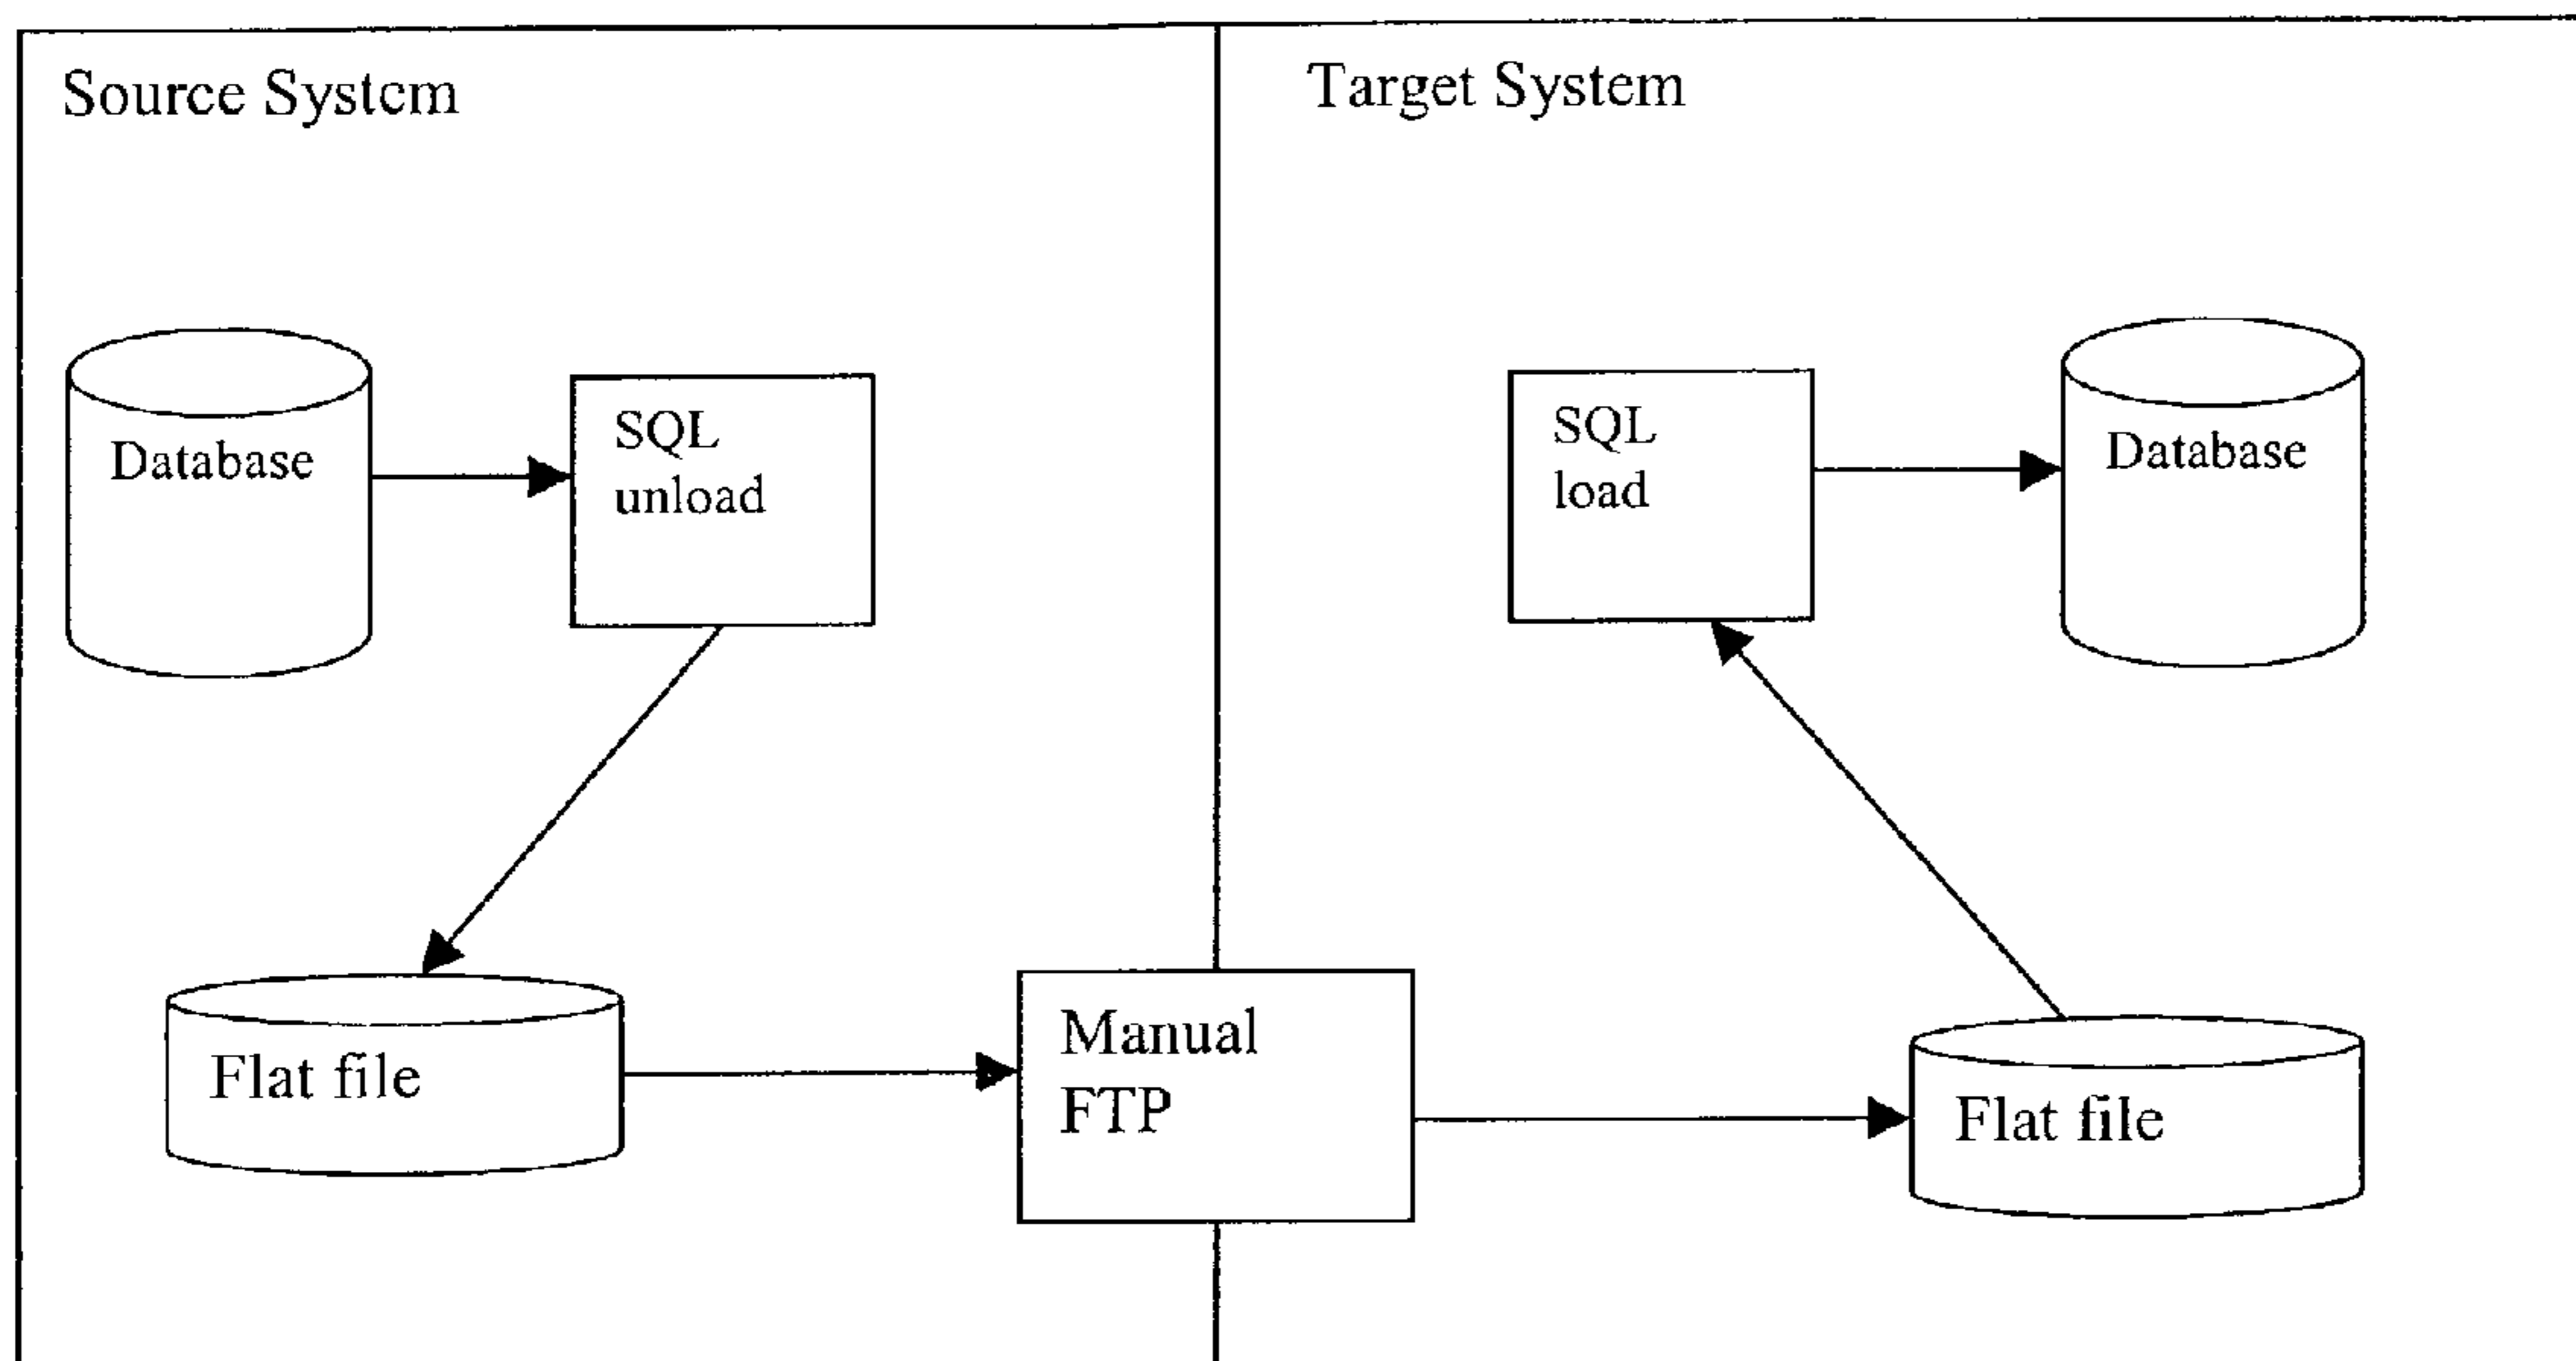 Source System
Target System
Database
SQL
unload
SQL
load
Database
Flat file
Manual
FTP
Flat file